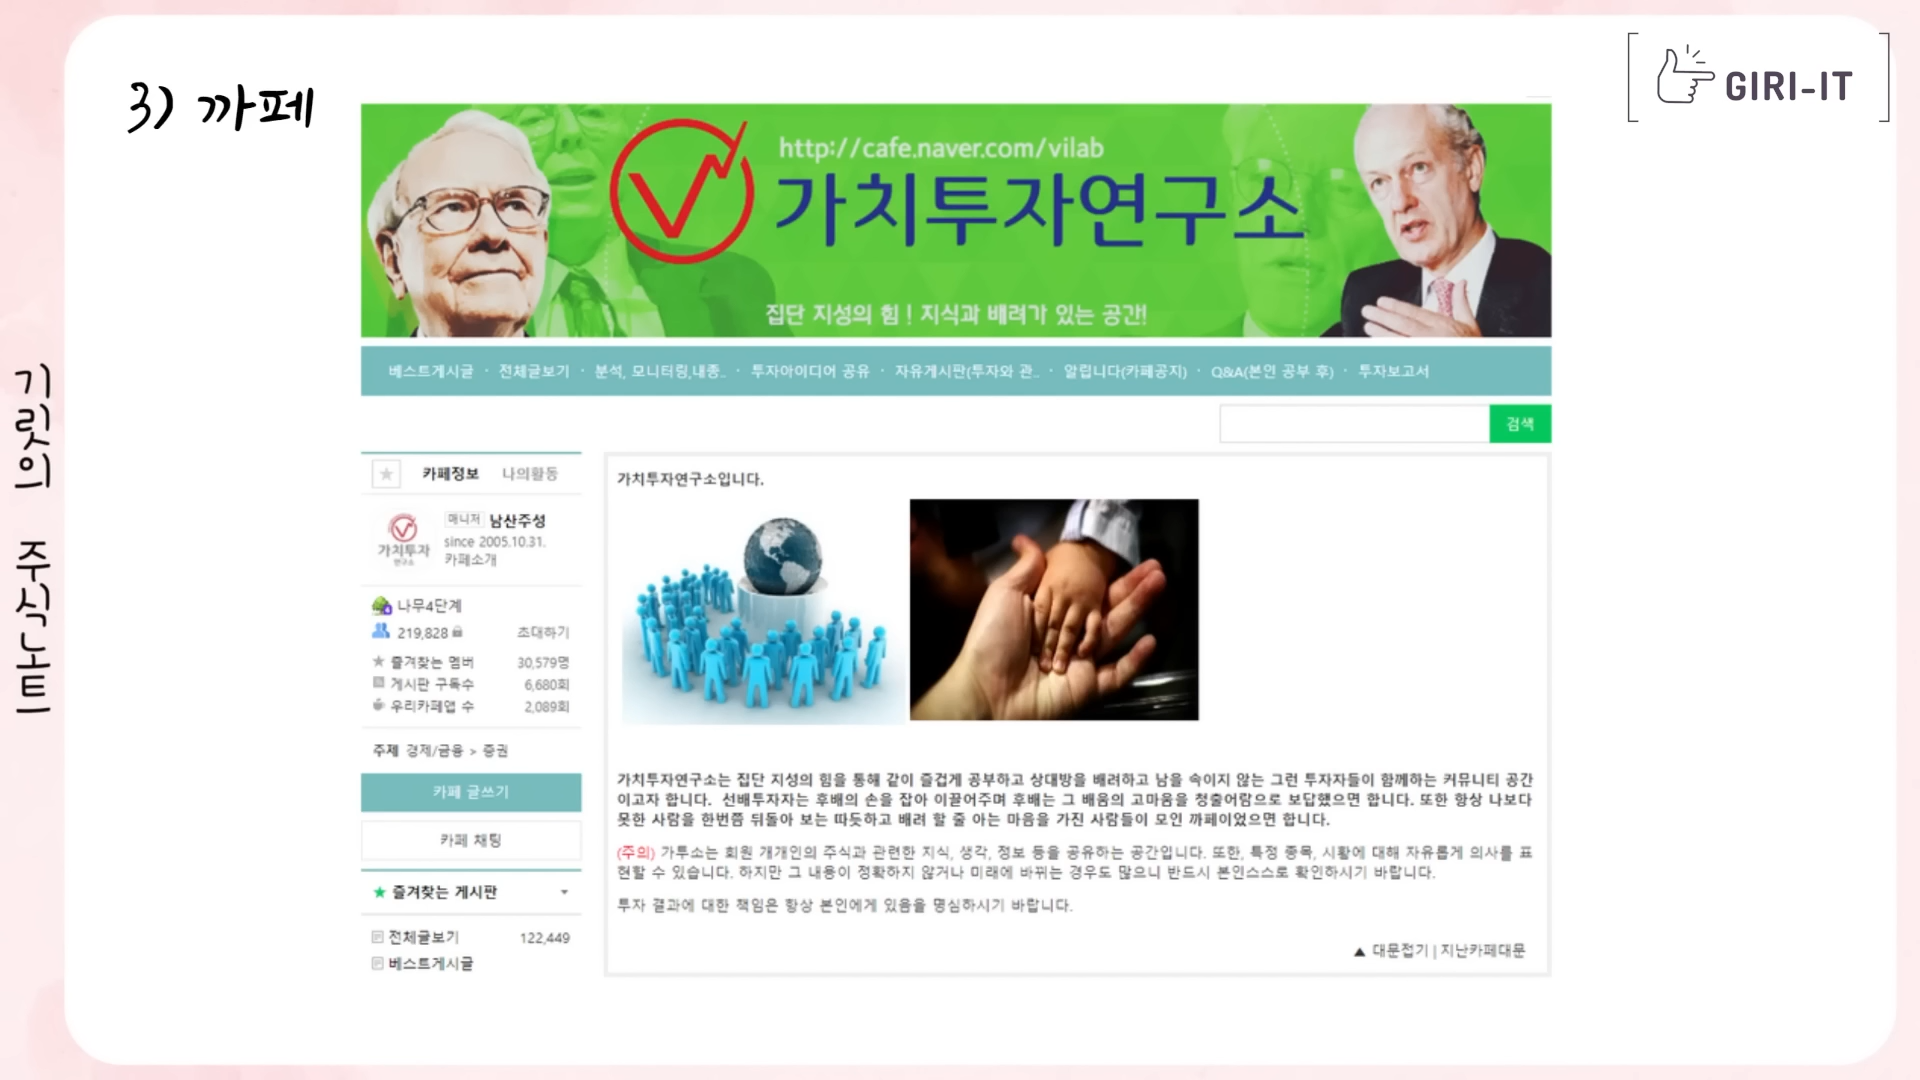 3) 까페
GIRI-IT
기릿의 주식노트
http://cafe.naver.com/vilab
가치투자연구소
집단 지성의 힘! 지식과 배려가 있는 공간!
베스트게시글 · 전체글보기 · 분석, 모니터링,내종.. · 투자아이디어 공유 · 자유게시판(투자와 관.. · 알립니다(카페공지) · Q&A(본인 공부 후) · 투자보고서
검색
카페정보 나의활동
가치투자
연구소
매니저 남산주성
since 2005.10.31.
카페소개
나무4단계
219,828 초대하기
즐겨찾는 멤버 30,579명
게시판 구독수 6,680회
우리카페앱 수 2,089회
주제 경제/금융 > 증권
카페 글쓰기
카페 채팅
즐겨찾는 게시판
전체글보기 122,449
베스트게시글
가치투자연구소입니다.
가치투자연구소는 집단 지성의 힘을 통해 같이 즐겁게 공부하고 상대방을 배려하고 남을 속이지 않는 그런 투자자들이 함께하는 커뮤니티 공간
이고자 합니다. 선배투자자는 후배의 손을 잡아 이끌어주며 후배는 그 배움의 고마움을 청출어람으로 보답했으면 합니다. 또한 항상 나보다
못한 사람을 한번쯤 뒤돌아 보는 따듯하고 배려 할 줄 아는 마음을 가진 사람들이 모인 까페이었으면 합니다.
(주의) 가투소는 회원 개개인의 주식과 관련한 지식, 생각, 정보 등을 공유하는 공간입니다. 또한, 특정 종목, 시황에 대해 자유롭게 의사를 표
현할 수 있습니다. 하지만 그 내용이 정확하지 않거나 미래에 바뀌는 경우도 많으니 반드시 본인스스로 확인하시기 바랍니다.
투자 결과에 대한 책임은 항상 본인에게 있음을 명심하시기 바랍니다.
▲ 대문접기 | 지난카페대문